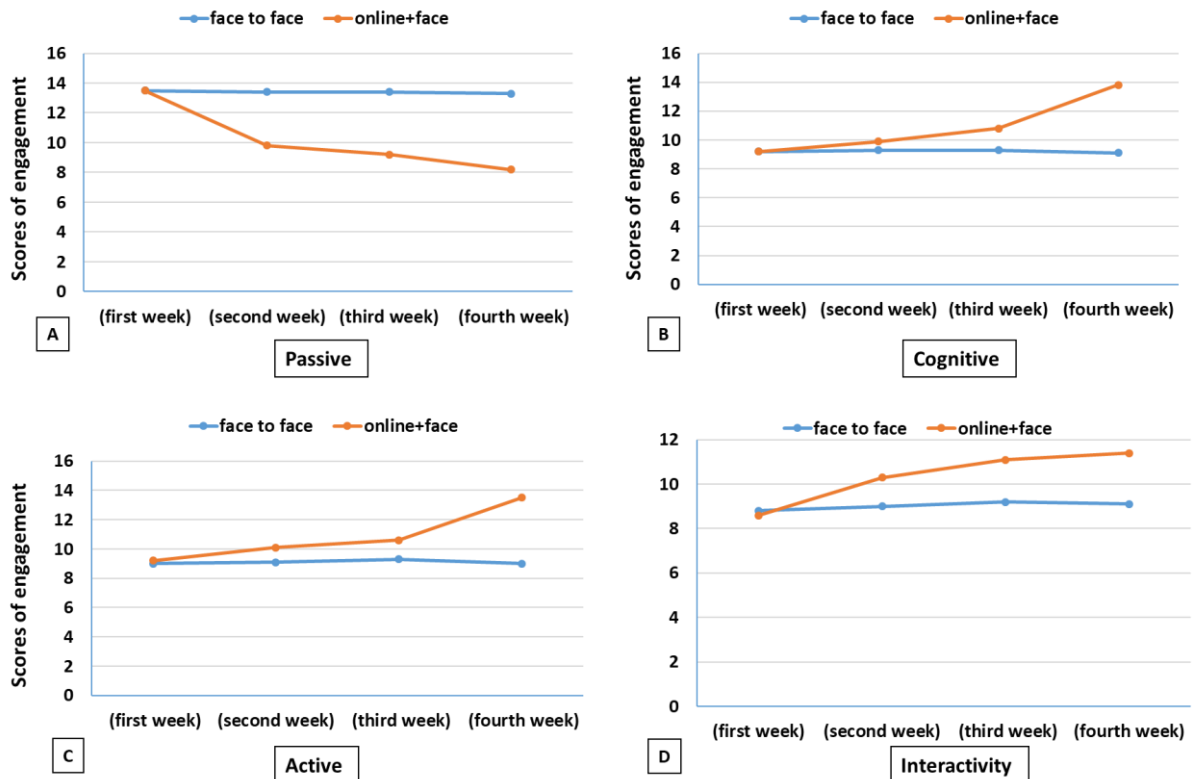 face to face online+face
Scores of engagement
16
14
12
10
8
6
4
2
0
(first week) (second week) (third week) (fourth week)
A
Passive
face to face online+face
Scores of engagement
16
14
12
10
8
6
4
2
0
(first week) (second week) (third week) (fourth week)
B
Cognitive
face to face online+face
Scores of engagement
16
14
12
10
8
6
4
2
0
(first week) (second week) (third week) (fourth week)
C
Active
face to face online+face
12
10
8
6
4
2
0
(first week) (second week) (third week) (fourth week)
D
Interactivity